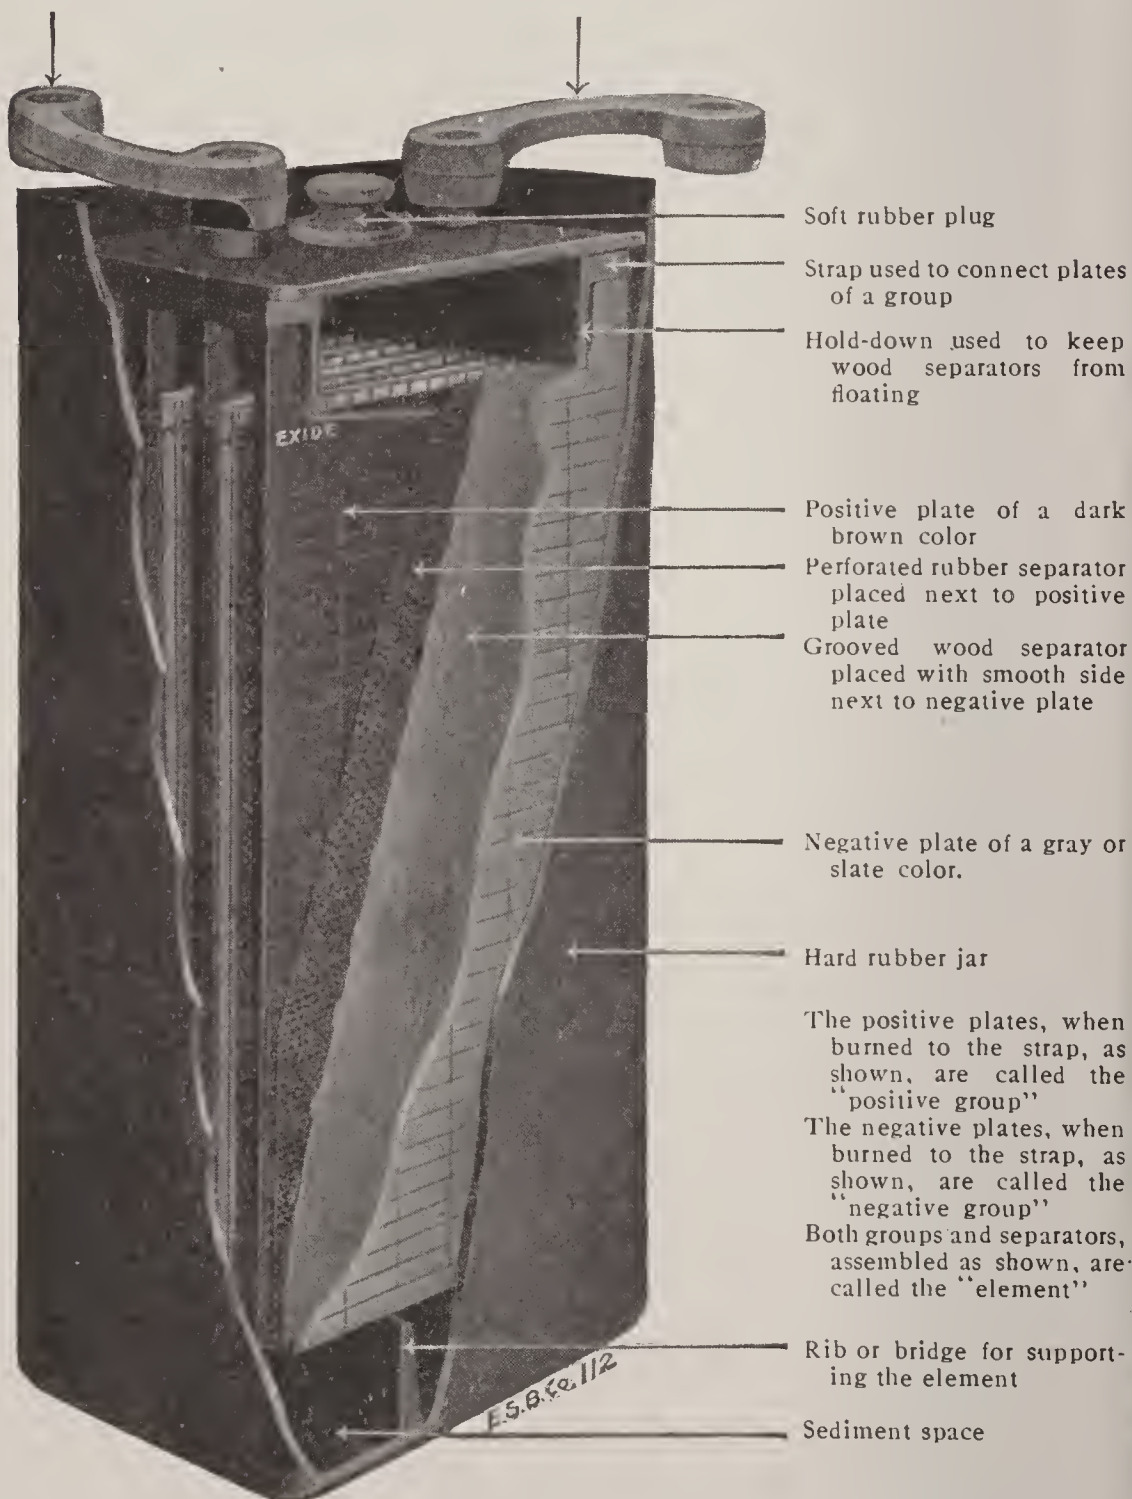 Soft rubber plug
Strap used to connect plates
of a group
Hold-down used to keep
wood separators from
floating
EXIDE
Positive plate of a dark
brown color
Perforated rubber separator
placed next to positive
plate
Grooved wood separator
placed with smooth side
next to negative plate
Negative plate of a gray or
slate color.
Hard rubber jar
The positive plates, when
burned to the strap, as
shown, are called the
"positive group"
The negative plates, when
burned to the strap, as
shown, are called the
"negative group"
Both groups and separators,
assembled as shown, are
called the "element"
Rib or bridge for support-
ing the element
E.S.B.Co. 112
Sediment space